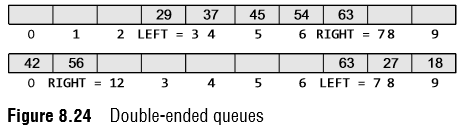 29 37 45 54 63
0 1 2 LEFT = 3 4 5 6 RIGHT = 7 8 9
42 56 63 27 18
0 RIGHT = 1 2 3 4 5 6 LEFT = 7 8 9
Figure 8.24 Double-ended queues